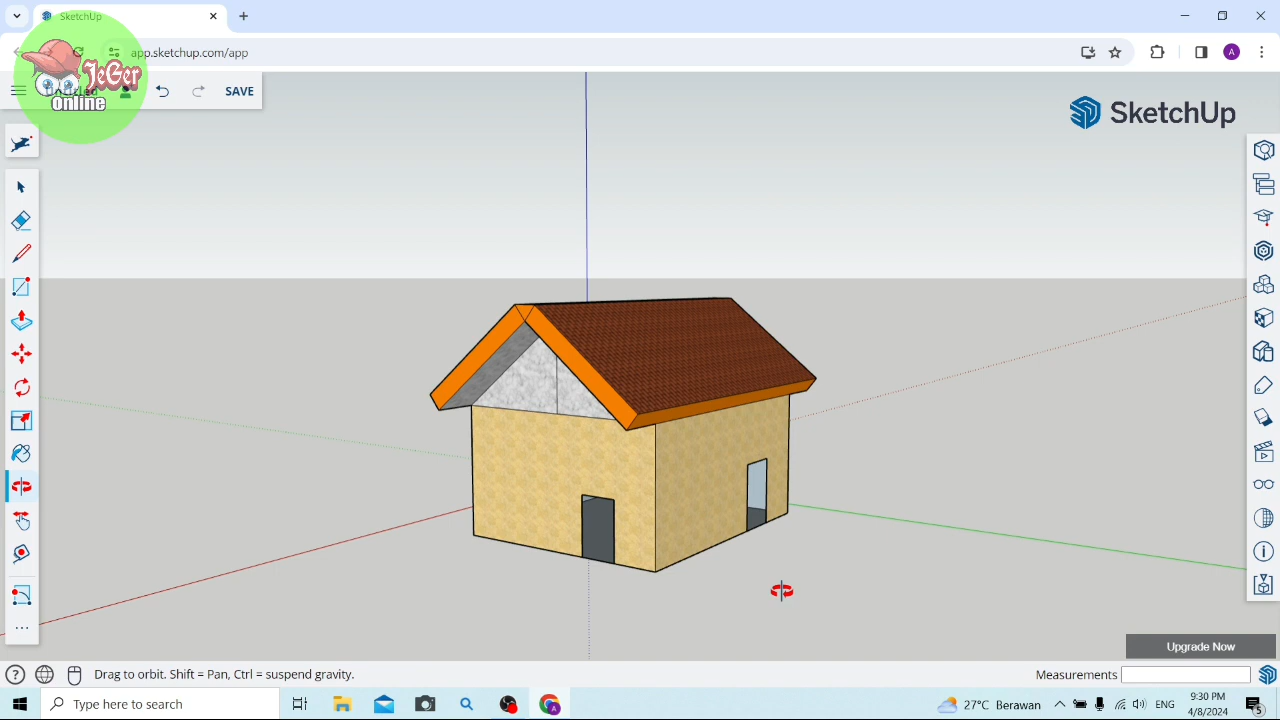 SketchUp
app.sketchup.com/app
JeGer
online
SAVE
SketchUp
Upgrade Now
Drag to orbit. Shift = Pan, Ctrl = suspend gravity.
Measurements
Type here to search
27°C Berawan
ENG
9:30 PM
4/8/2024
5
A